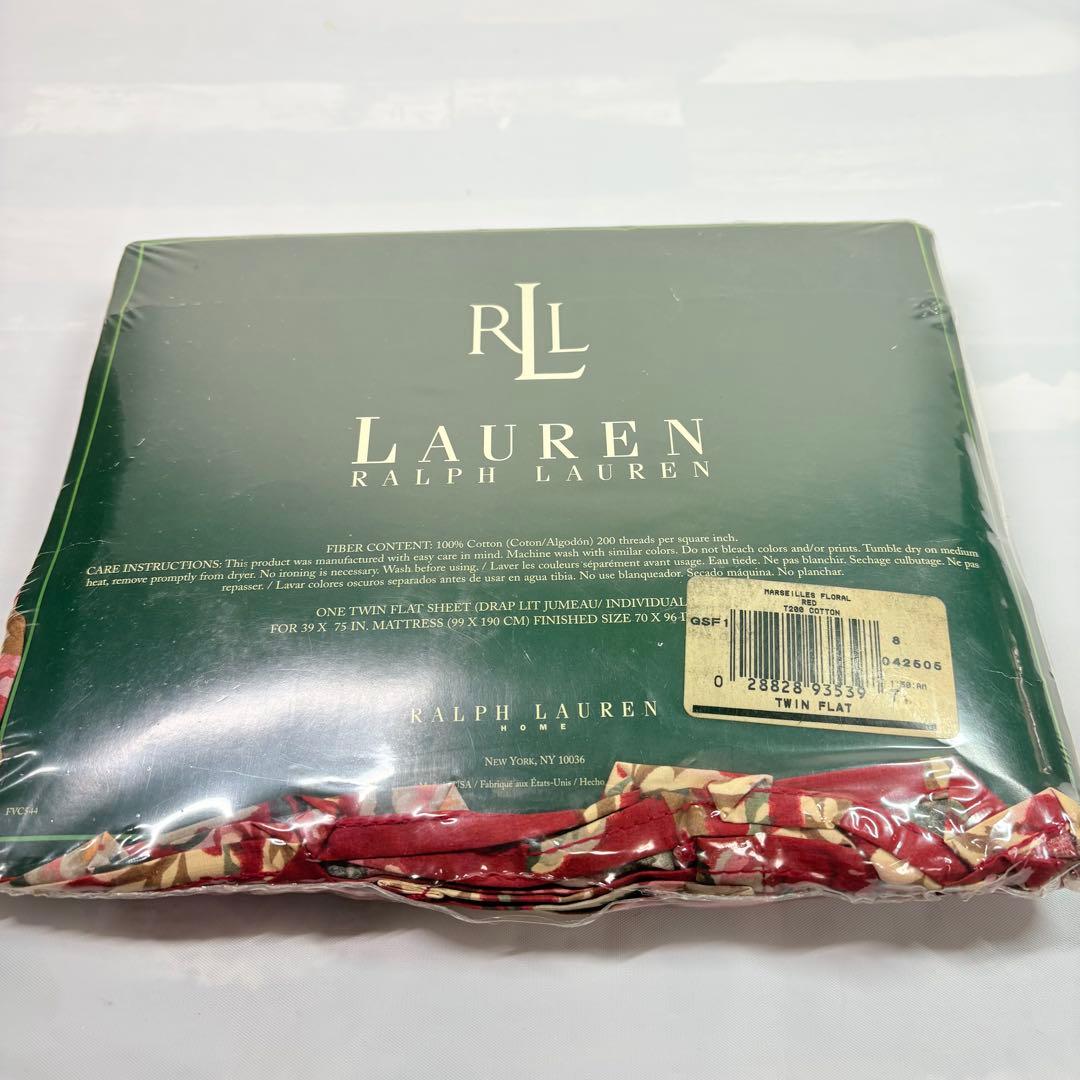 RLL
LAUREN
RALPH LAUREN
FIBER CONTENT: 100% Cotton (Coton/Algodón) 200 threads per square inch.
CARE INSTRUCTIONS: This product was manufactured with easy care in mind. Machine wash with similar colors. Do not bleach colors and/or prints. Tumble dry on medium
heat, remove promptly from dryer. No ironing is necessary. Wash before using. / Laver les couleurs séparément avant usage. Eau tiede. Ne pas blanchir. Sechage culbutage. Ne pas
repasser. / Lavar colores oscuros separados antes de usar en agua tibia. No use blanqueador. Secado máquina. No planchar.
ONE TWIN FLAT SHEET (DRAP LIT JUMEAU/ INDIVIDUAL
FOR 39 X 75 IN. MATTRESS (99 X 190 CM) FINISHED SIZE 70 X 96
MARSEILLES FLORAL
RED
T200 COTTON
GSF1
8
042505
0 28828 93539
TWIN FLAT
RALPH LAUREN
HOME
NEW YORK, NY 10036
USA / Fabriqué aux États-Unis / Hecho
FVC544